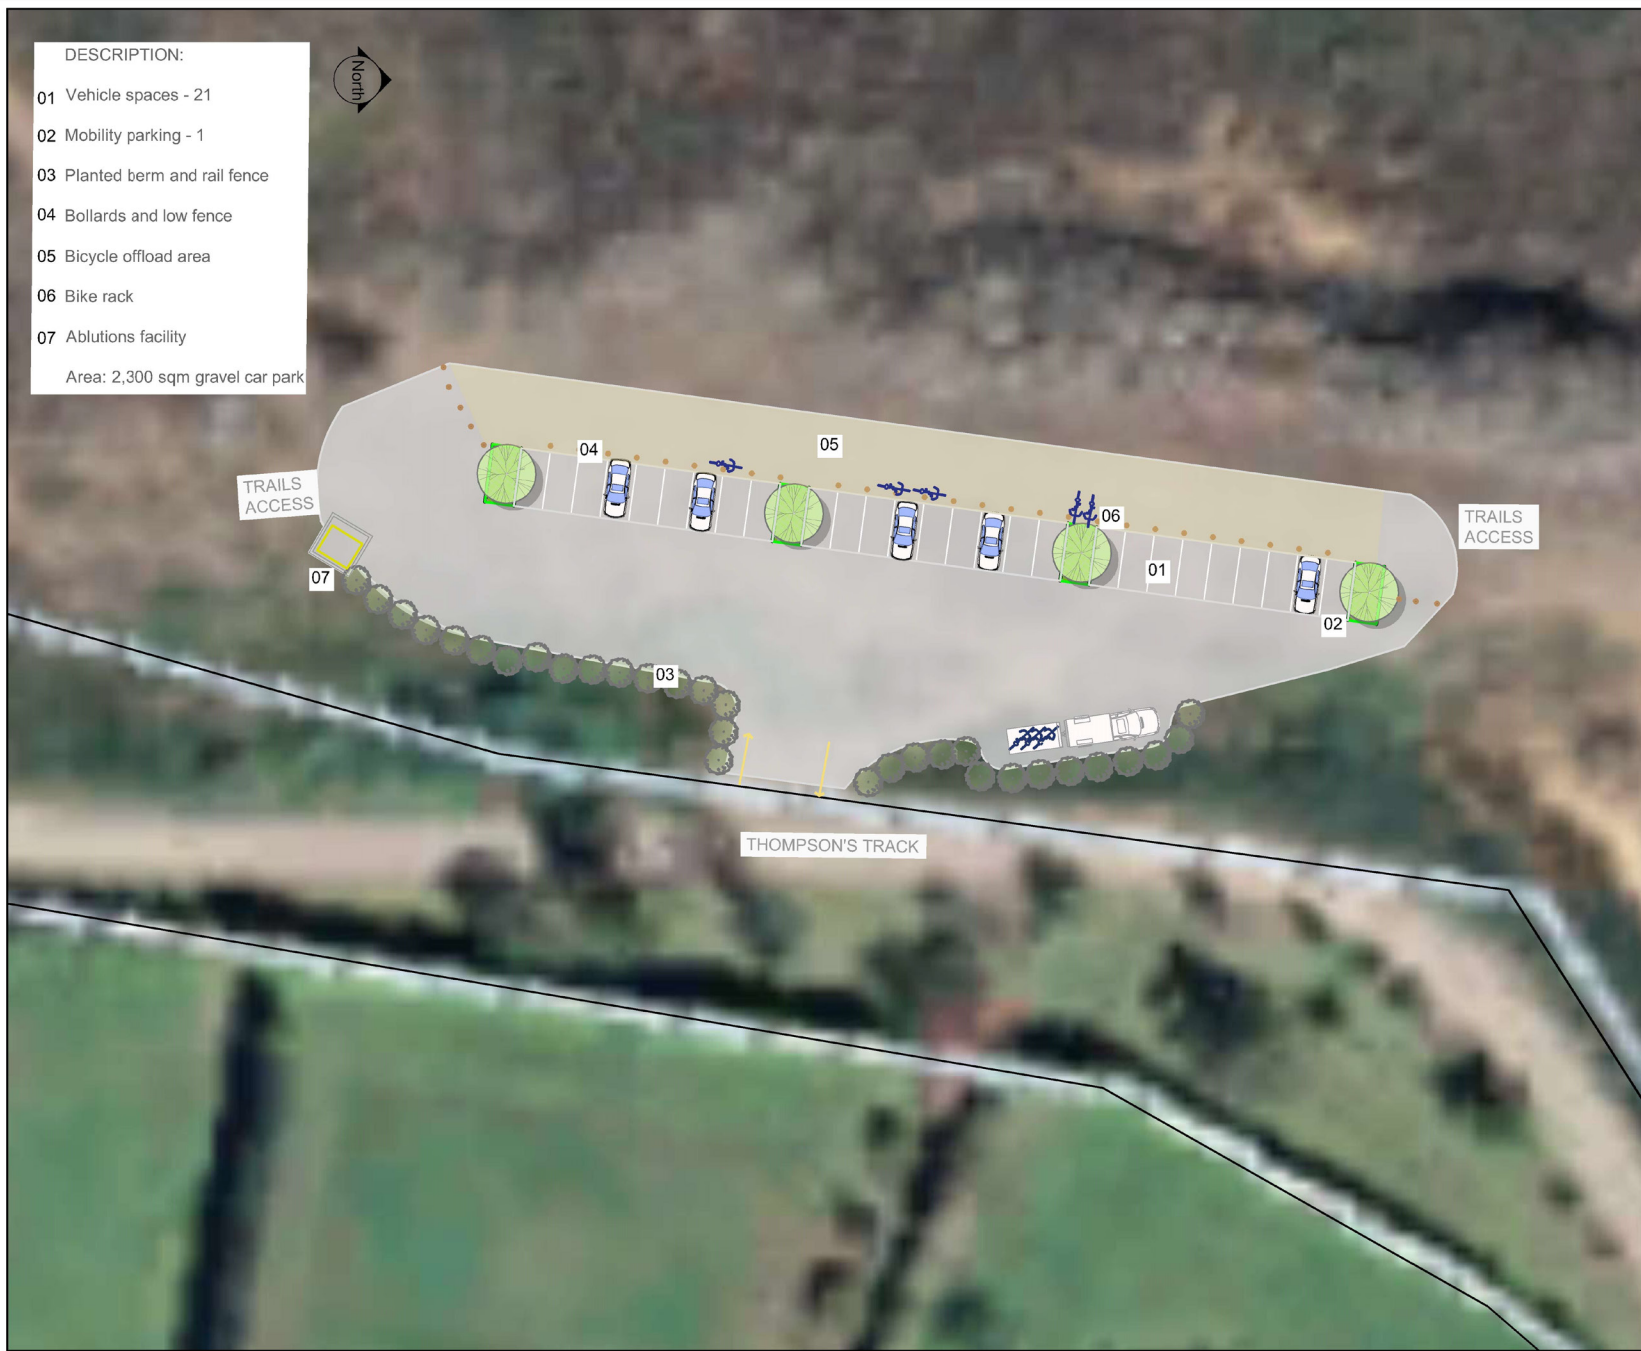 DESCRIPTION:
01 Vehicle spaces - 21
02 Mobility parking - 1
03 Planted berm and rail fence
04 Bollards and low fence
05 Bicycle offload area
06 Bike rack
07 Ablutions facility
Area: 2,300 sqm gravel car park
North
05
04
TRAILS
ACCESS
06
TRAILS
ACCESS
01
07
02
03
THOMPSON'S TRACK